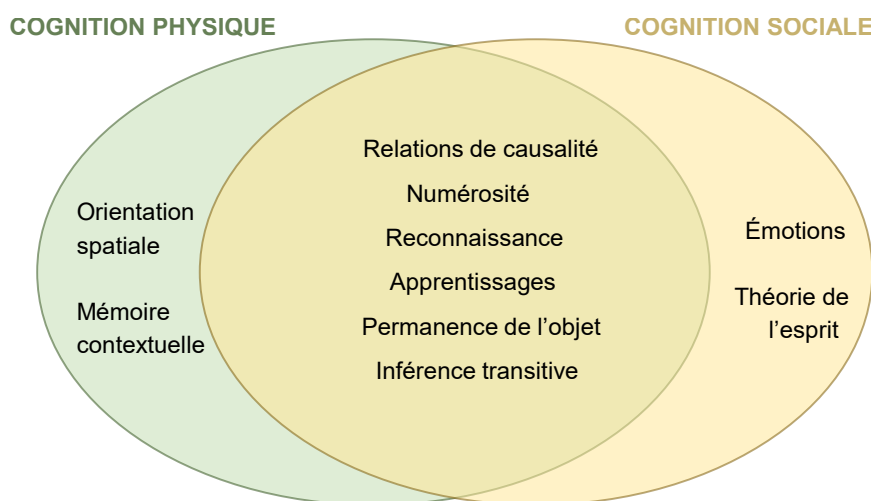 COGNITION PHYSIQUE
COGNITION SOCIALE
Orientation
spatiale
Mémoire
contextuelle
Relations de causalité
Numérosité
Reconnaissance
Apprentissages
Permanence de l’objet
Inférence transitive
Émotions
Théorie de
l’esprit